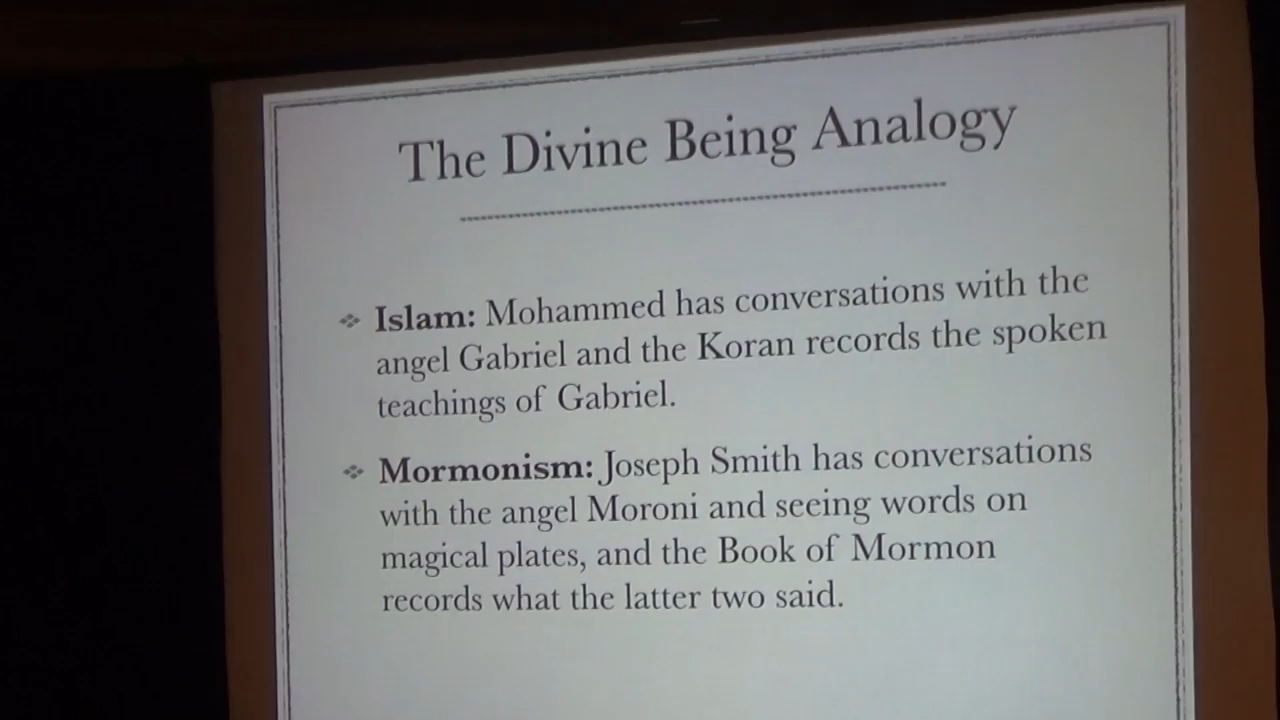 The Divine Being Analogy
Islam: Mohammed has conversations with the
angel Gabriel and the Koran records the spoken
teachings of Gabriel.
Mormonism: Joseph Smith has conversations
with the angel Moroni and seeing words on
magical plates, and the Book of Mormon
records what the latter two said.